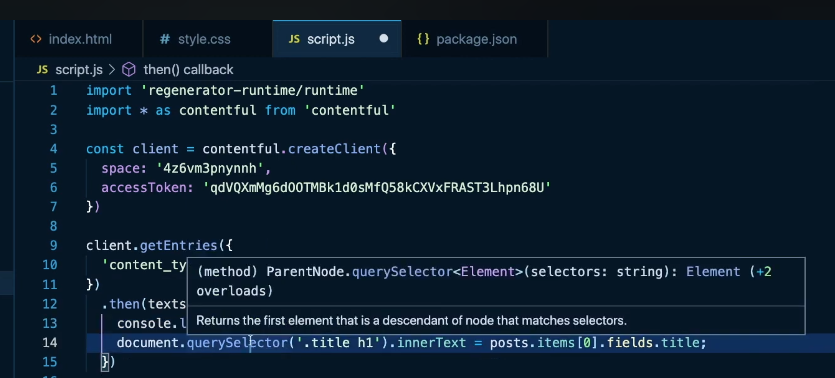 <> index.html # style.css JS script.js ● {} package.json
JS script.js > then() callback
1 import 'regenerator-runtime/runtime'
2 import * as contentful from 'contentful'
3
4 const client = contentful.createClient({
5 space: '4z6vm3pnynnh',
6 accessToken: 'qdVQXmMg6dOOTMBk1d0sMfQ58kCXVxFRAST3Lhpn68U'
7 })
8
9 client.getEntries({
10 'content_ty
(method) ParentNode.querySelector<Element>(selectors: string): Element (+2
11 })
overloads)
12 .then(texts
13 console.l
Returns the first element that is a descendant of node that matches selectors.
14 document.querySelector('.title h1').innerText = posts.items[0].fields.title;
15 })